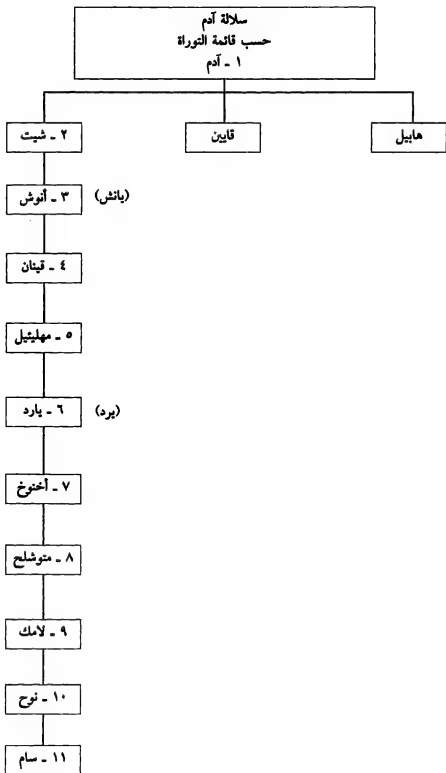 سلالة آدم
حسب قائمة التوراة
١ ـ آدم
هابيل
قايين
٢ ـ شيت
(يانش)
٣ ـ أنوش
٤ ـ قينان
٥ ـ مهليئيل
(يرد)
٦ ـ يارد
٧ ـ أخنوخ
٨ ـ متوشلح
٩ ـ لامك
١٠ ـ نوح
١١ ـ سام